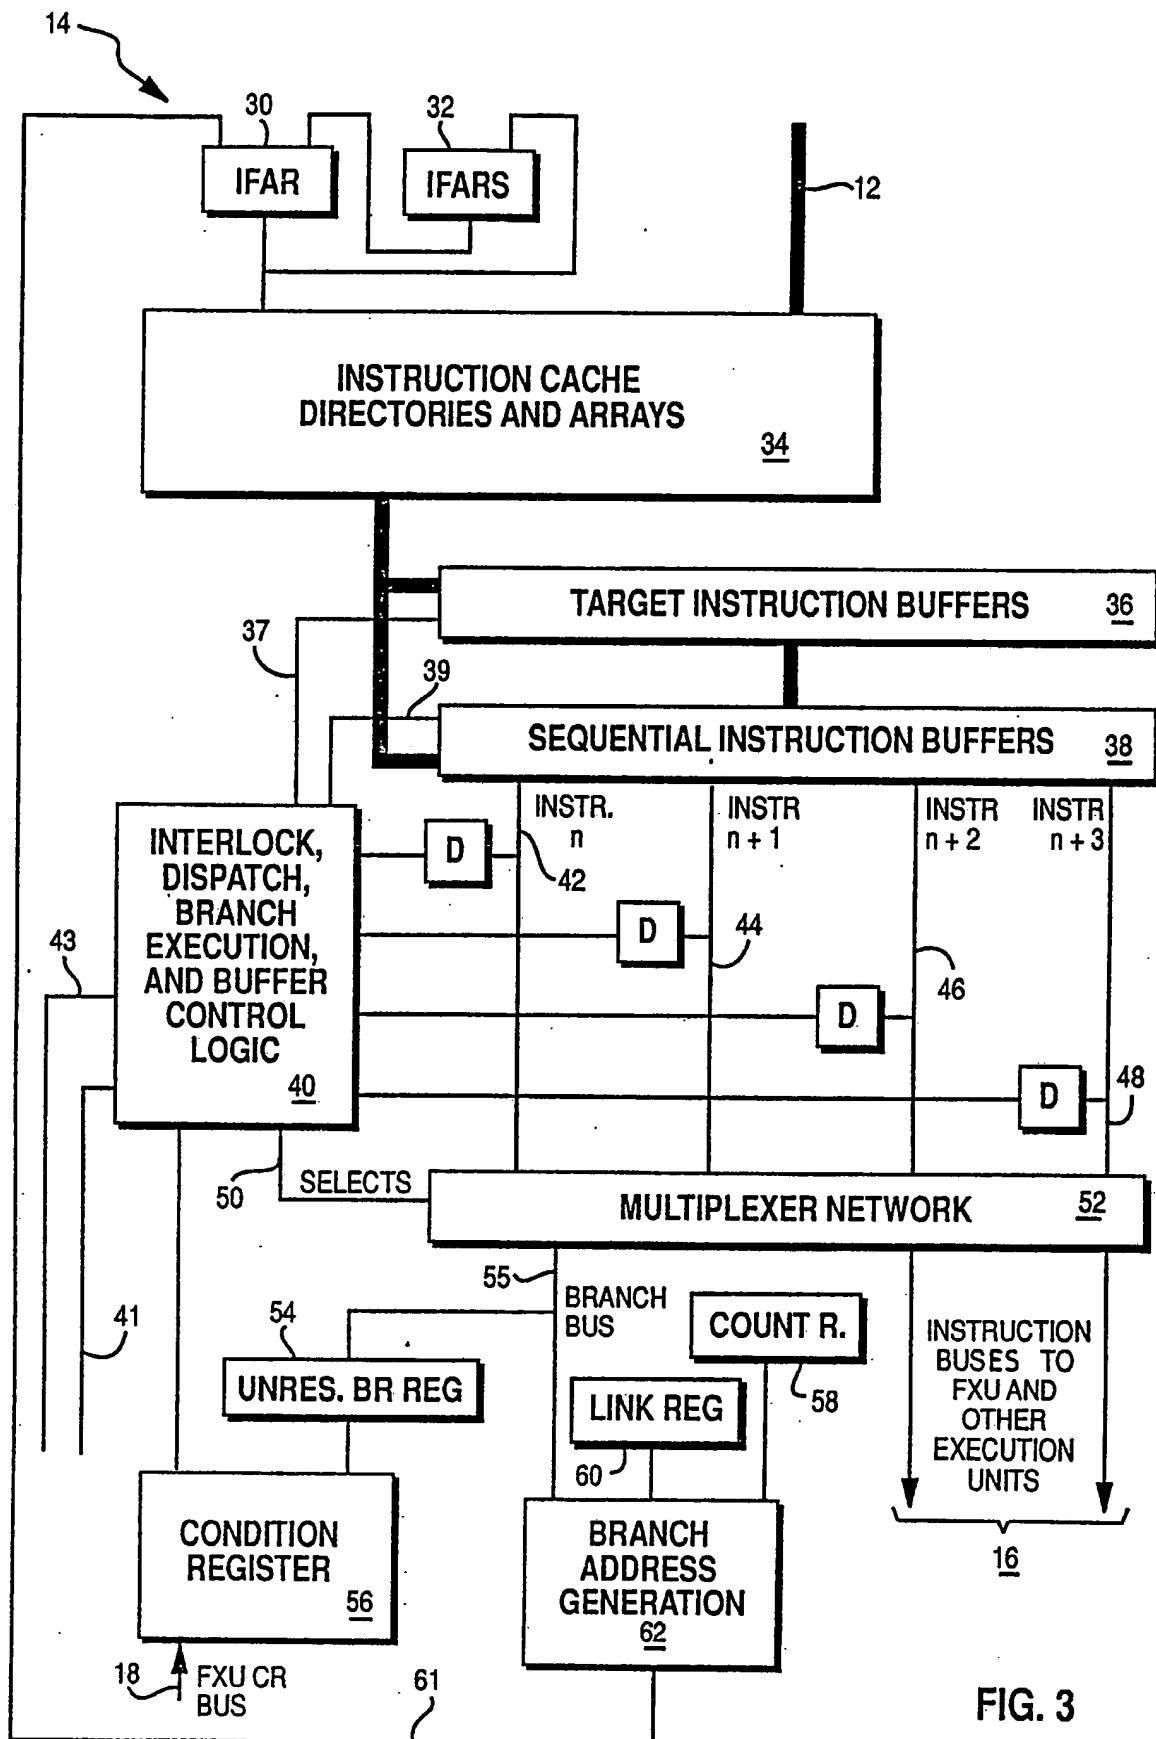 14
30
32
IFAR
IFARS
12
INSTRUCTION CACHE
DIRECTORIES AND ARRAYS
34
TARGET INSTRUCTION BUFFERS
36
37
39
SEQUENTIAL INSTRUCTION BUFFERS
38
INSTR.
n
INSTR
n + 1
INSTR
n + 2
INSTR
n + 3
INTERLOCK,
DISPATCH,
BRANCH
EXECUTION,
AND BUFFER
CONTROL
LOGIC
40
D
42
D
44
43
46
D
D
48
50
SELECTS
MULTIPLEXER NETWORK
52
55
BRANCH
BUS
41
54
COUNT R.
58
UNRES. BR REG
LINK REG
60
INSTRUCTION
BUSES TO
FXU AND
OTHER
EXECUTION
UNITS
16
CONDITION
REGISTER
56
BRANCH
ADDRESS
GENERATION
62
18
FXU CR
BUS
61
FIG. 3